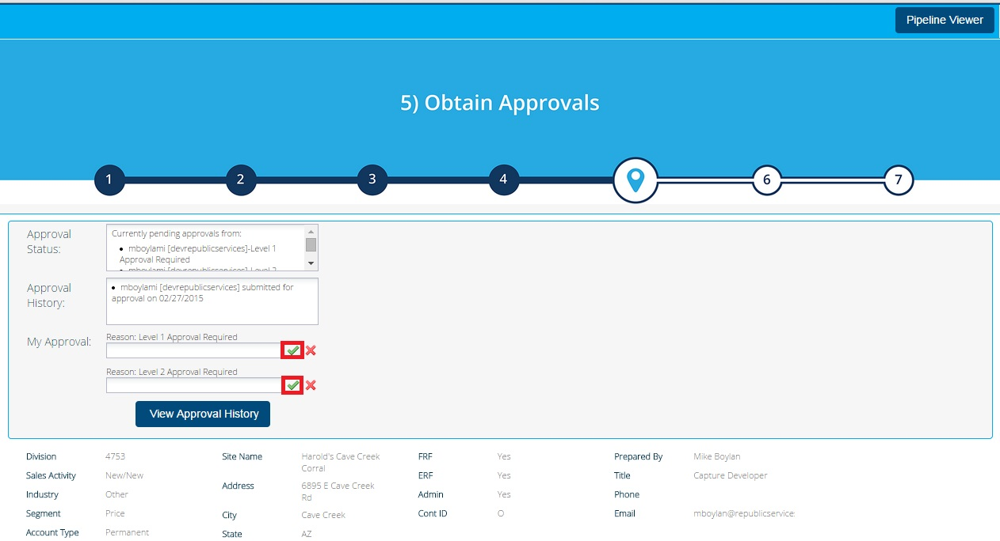 Pipeline Viewer
5) Obtain Approvals
1 2 3 4 6 7
Approval
Status:
Currently pending approvals from:
• mboylami [devrepublicservices]-Level 1
Approval Required
• mboylami [devrepublicservices]-Level 2
Approval
History:
• mboylami [devrepublicservices] submitted for
approval on 02/27/2015
My Approval:
Reason: Level 1 Approval Required
Reason: Level 2 Approval Required
View Approval History
Division 4753
Sales Activity New/New
Industry Other
Segment Price
Account Type Permanent
Site Name Harold's Cave Creek
Corral
Address 6895 E Cave Creek
Rd
City Cave Creek
State AZ
FRF Yes
ERF Yes
Admin Yes
Cont ID O
Prepared By Mike Boylan
Title Capture Developer
Phone
Email mboylan@republicservice